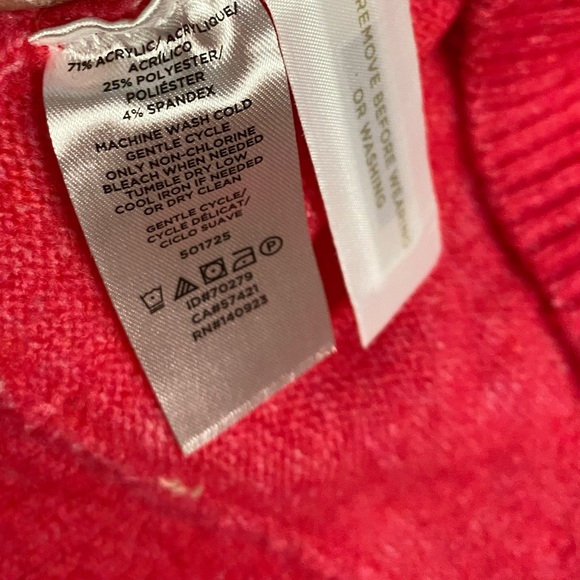 71% ACRYLIC/ ACRYLIQUE/
ACRÍLICO
25% POLYESTER/
POLIÉSTER
4% SPANDEX
MACHINE WASH COLD
GENTLE CYCLE
ONLY NON-CHLORINE
BLEACH WHEN NEEDED
TUMBLE DRY LOW
COOL IRON IF NEEDED
OR DRY CLEAN
GENTLE CYCLE/
CYCLE DÉLICAT/
CICLO SUAVE
501725
P
ID#70279
CA#57421
RN#140923
REMOVE BEFORE WEARING
OR WASHING